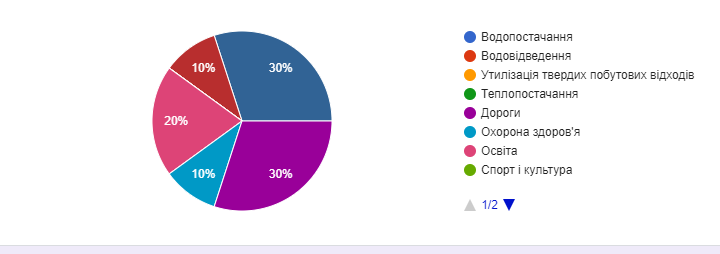 30%
10%
20%
10%
30%
Водопостачання
Водовідведення
Утилізація твердих побутових відходів
Теплопостачання
Дороги
Охорона здоров'я
Освіта
Спорт і культура
1/2